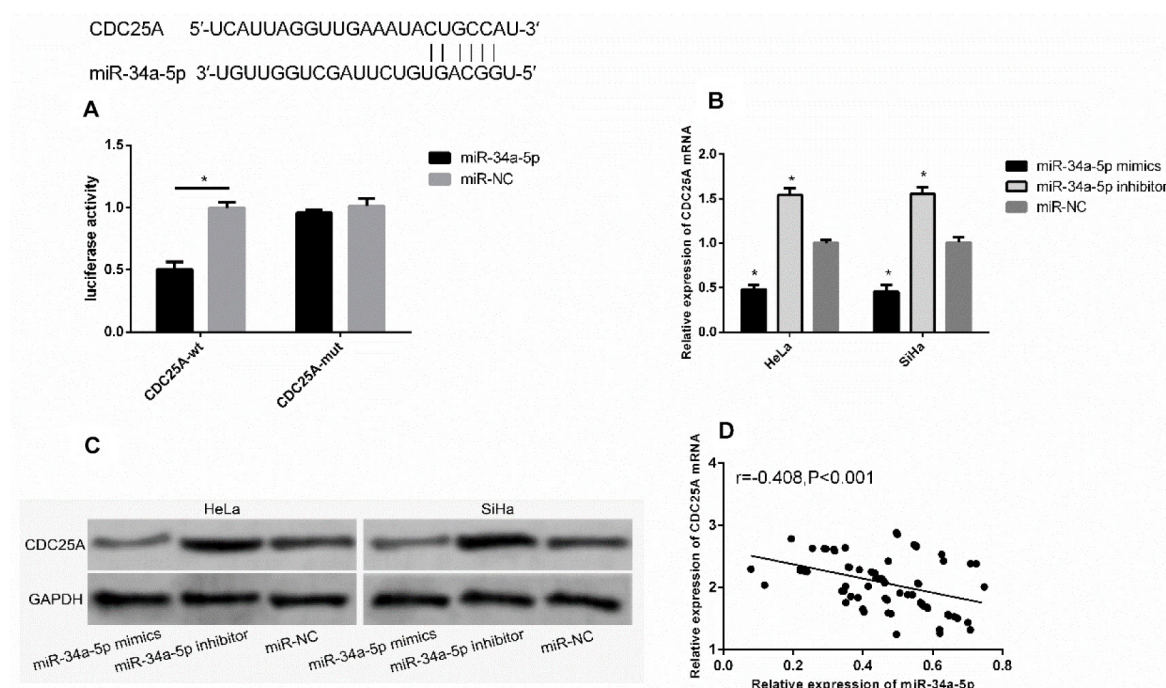 CDC25A 5'-UCAUUAGGUUGAAAUACUGCCAU-3'
miR-34a-5p 3'-UGUUGGUCGAUUCUGUGACGGU-5'
A
1.5
1.0
0.5
0.0
luciferase activity
*
CDC25A-wt
CDC25A-mut
miR-34a-5p
miR-NC
B
Relative expression of CDC25A mRNA
2.0
1.5
1.0
0.5
0.0
*
*
*
*
HeLa
SiHa
miR-34a-5p mimics
miR-34a-5p inhibitor
miR-NC
C
HeLa SiHa
CDC25A
GAPDH
miR-34a-5p mimics miR-34a-5p inhibitor miR-NC miR-34a-5p mimics miR-34a-5p inhibitor miR-NC
D
Relative expression of CDC25A mRNA
4
3
2
1
r=-0.408,P<0.001
0.0 0.2 0.4 0.6 0.8
Relative expression of miR-34a-5p